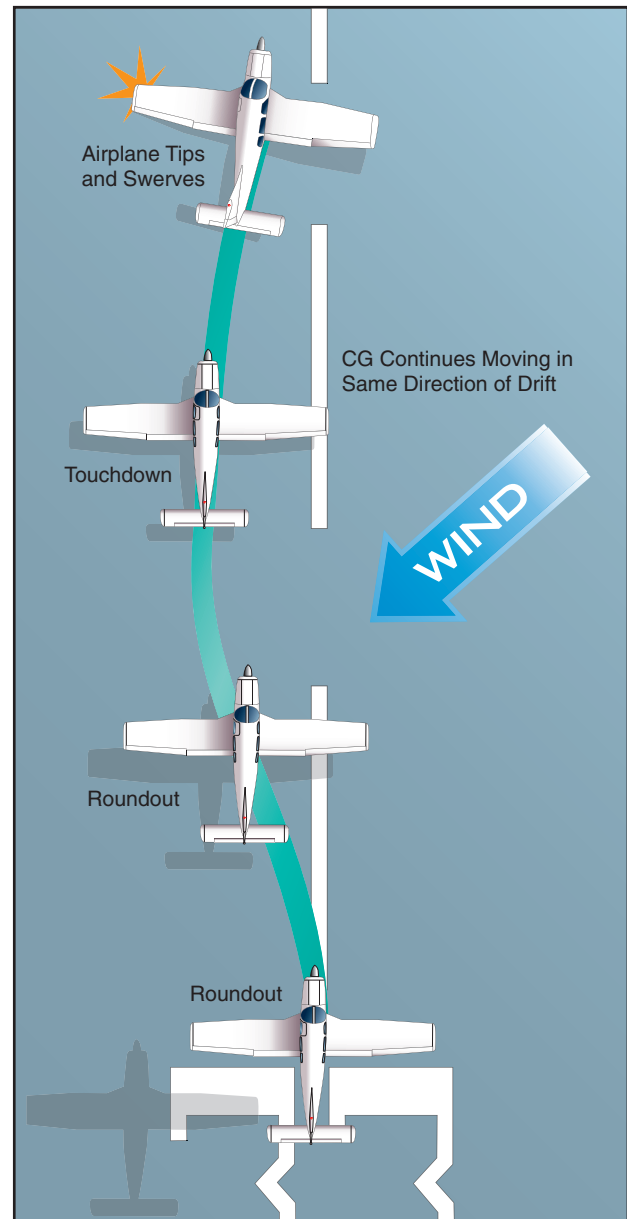 Airplane Tips
and Swerves
CG Continues Moving in
Same Direction of Drift
Touchdown
WIND
Roundout
Roundout